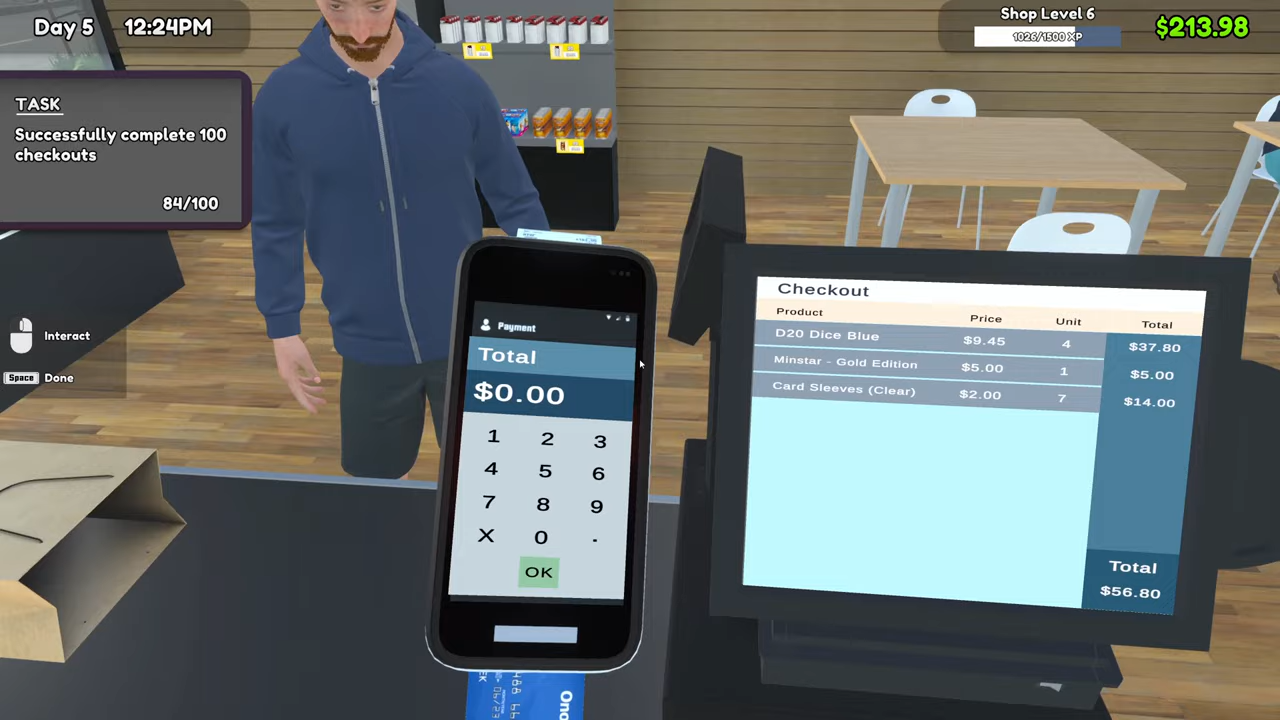 Day 5 12:24PM
Shop Level 6
1026/1500 XP
$213.98
TASK
Successfully complete 100
checkouts
84/100
Interact
Space Done
Payment
Total
$0.00
1 2 3
4 5 6
7 8 9
X 0 .
OK
Checkout
Product Price Unit Total
D20 Dice Blue $9.45 4 $37.80
Minstar - Gold Edition $5.00 1 $5.00
Card Sleeves (Clear) $2.00 7 $14.00
Total
$56.80